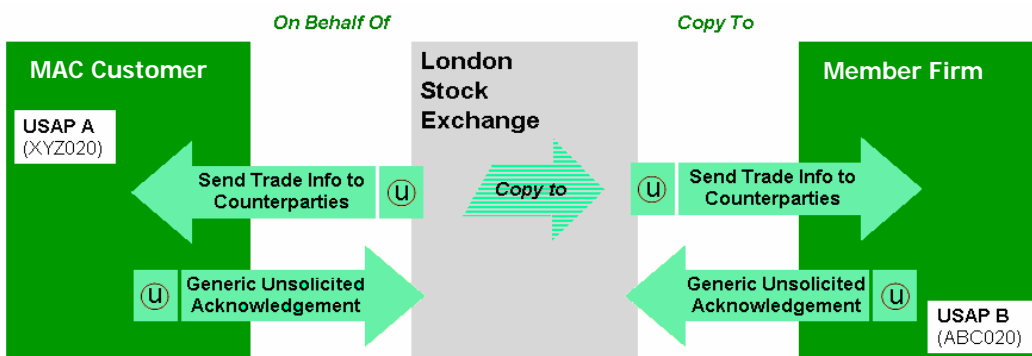 On Behalf Of
Copy To
MAC Customer
London
Stock
Exchange
Member Firm
USAP A
(XYZ020)
Send Trade Info to
Counterparties
u
Copy to
u
Send Trade Info to
Counterparties
u
Generic Unsolicited
Acknowledgement
Generic Unsolicited
Acknowledgement
u
USAP B
(ABC020)